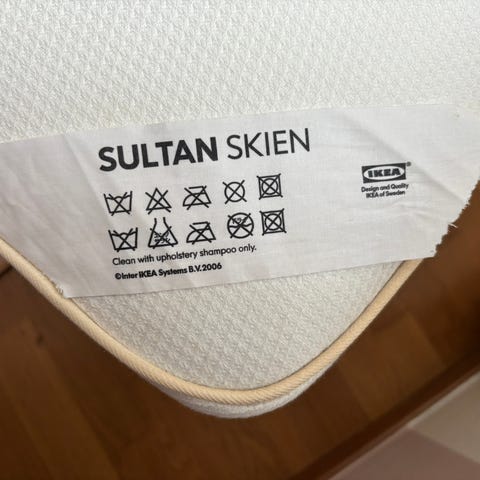 SULTAN SKIEN
IKEA
Design and Quality
IKEA of Sweden
Clean with upholstery shampoo only.
©Inter IKEA Systems B.V. 2006